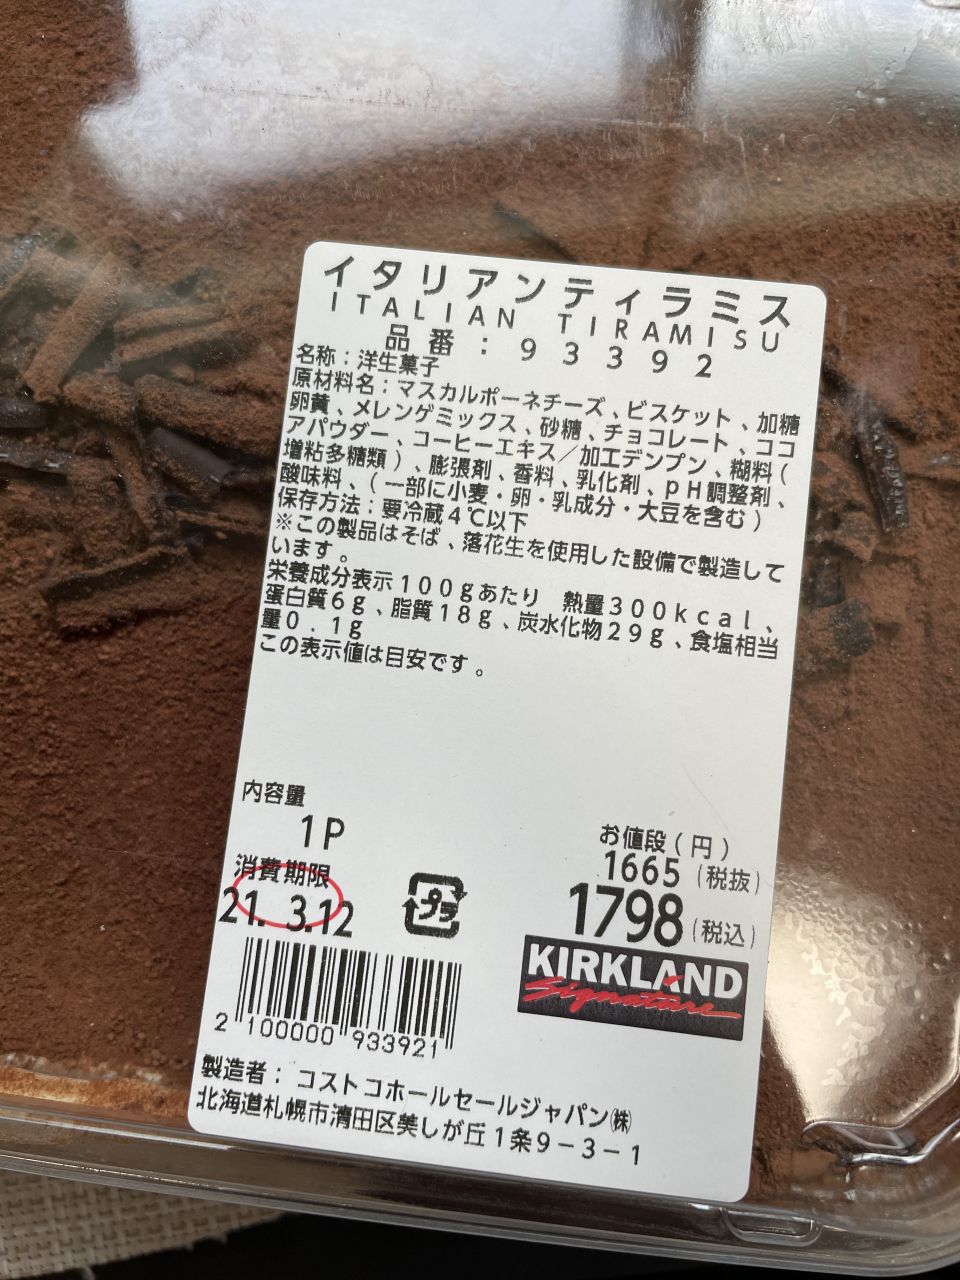 イタリアンティラミス
ITALIAN TIRAMISU
品番：93392
名称：洋生菓子
原材料名：マスカルポーネチーズ、ビスケット、加糖
卵黄、メレンゲミックス、砂糖、チョコレート、ココ
アパウダー、コーヒーエキス／加工デンプン、糊料（
増粘多糖類）、膨張剤、香料、乳化剤、ｐＨ調整剤、
酸味料、（一部に小麦・卵・乳成分・大豆を含む）
保存方法：要冷蔵４℃以下
※この製品はそば、落花生を使用した設備で製造して
います。
栄養成分表示１００ｇあたり　熱量３００ｋｃａｌ、
蛋白質６ｇ、脂質１８ｇ、炭水化物２９ｇ、食塩相当
量０．１ｇ
この表示値は目安です。
内容量
1P
消費期限
21. 3.12
プラ
お値段（円）
1665（税抜）
1798（税込）
KIRKLAND
Signature
2 100000 933921
製造者：コストコホールセールジャパン㈱
北海道札幌市清田区美しが丘１条９－３－１